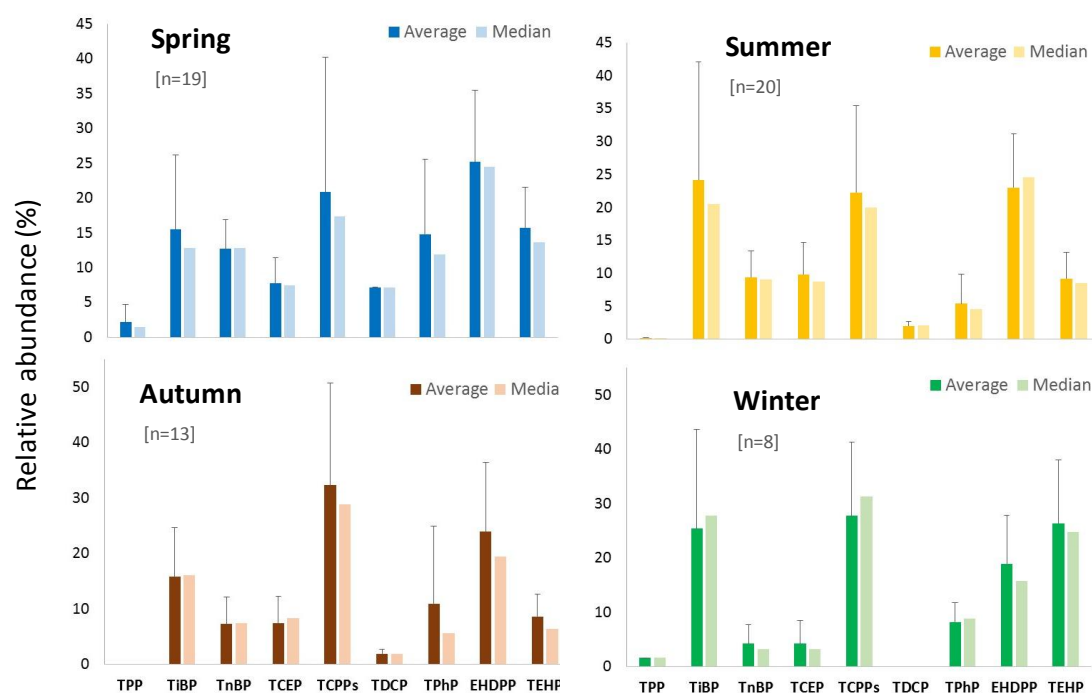 Relative abundance (%)
Spring
[n=19]
Average Median
45
40
35
30
25
20
15
10
5
0
Summer
[n=20]
Average Median
45
40
35
30
25
20
15
10
5
0
Autumn
[n=13]
Average Media
50
40
30
20
10
0
TPP TiBP TnBP TCEP TCPPs TDCP TPhP EHDPP TEHP
Winter
[n=8]
Average Median
50
40
30
20
10
0
TPP TiBP TnBP TCEP TCPPs TDCP TPhP EHDPP TEHP